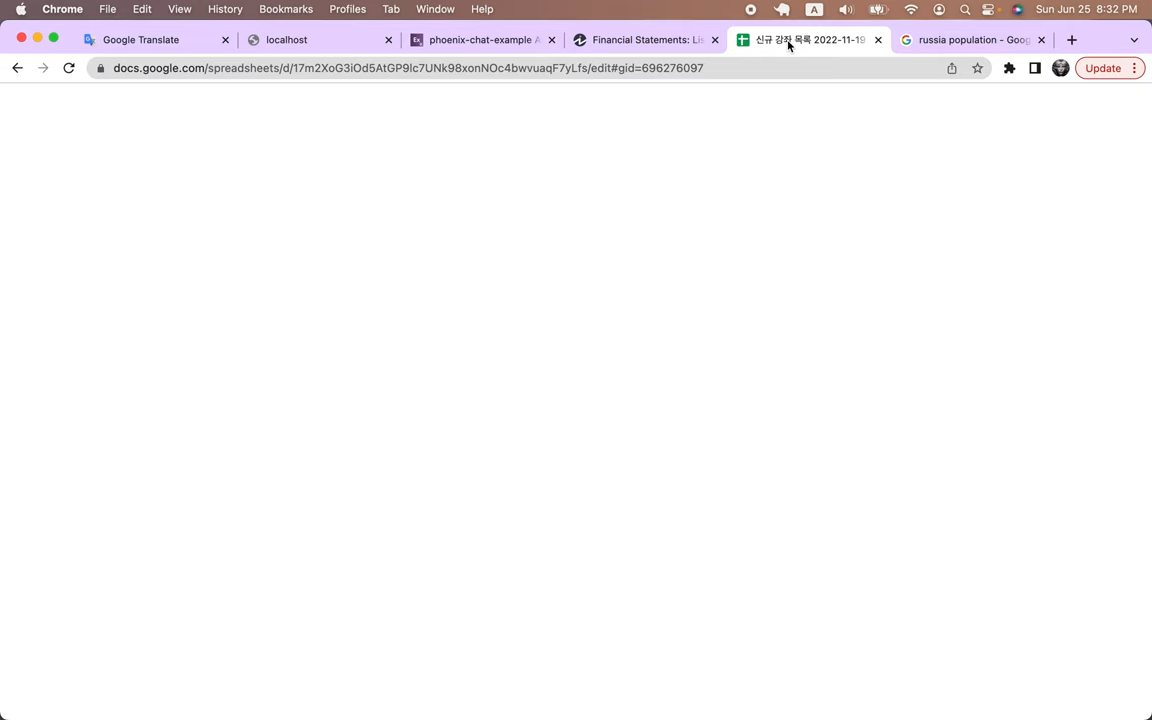 Chrome File Edit View History Bookmarks Profiles Tab Window Help A Sun Jun 25 8:32 PM
Google Translate localhost phoenix-chat-example A Financial Statements: Lis 신규 강좌 목록 2022-11-19 russia population - Goog
docs.google.com/spreadsheets/d/17m2XoG3iOd5AtGP9lc7UNk98xonNOc4bwvuaqF7yLfs/edit#gid=696276097 Update